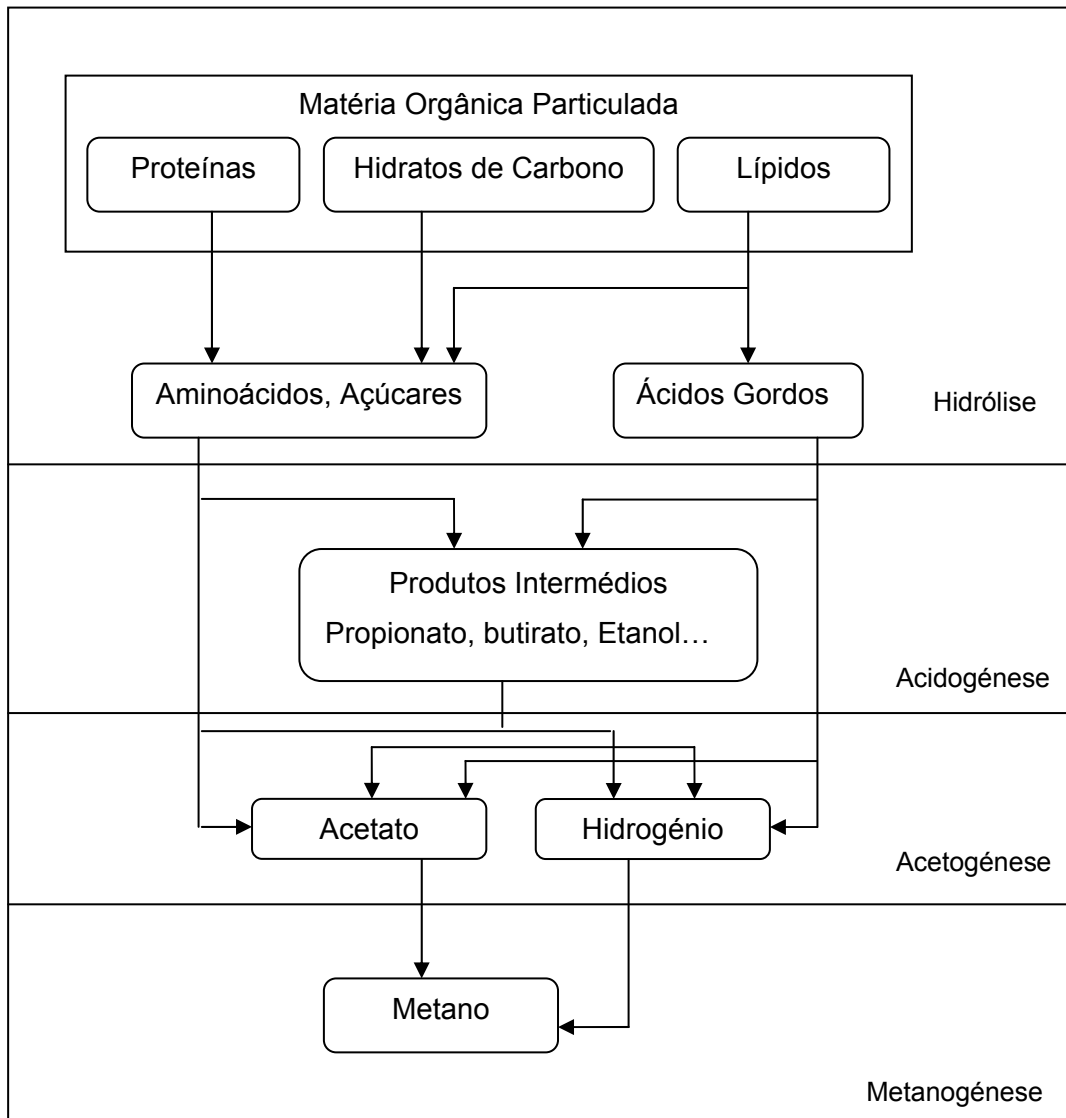 Matéria Orgânica Particulada
Proteínas
Hidratos de Carbono
Lípidos
Aminoácidos, Açúcares
Ácidos Gordos
Hidrólise
Produtos Intermédios
Propionato, butirato, Etanol…
Acidogénese
Acetato
Hidrogénio
Acetogénese
Metano
Metanogénese